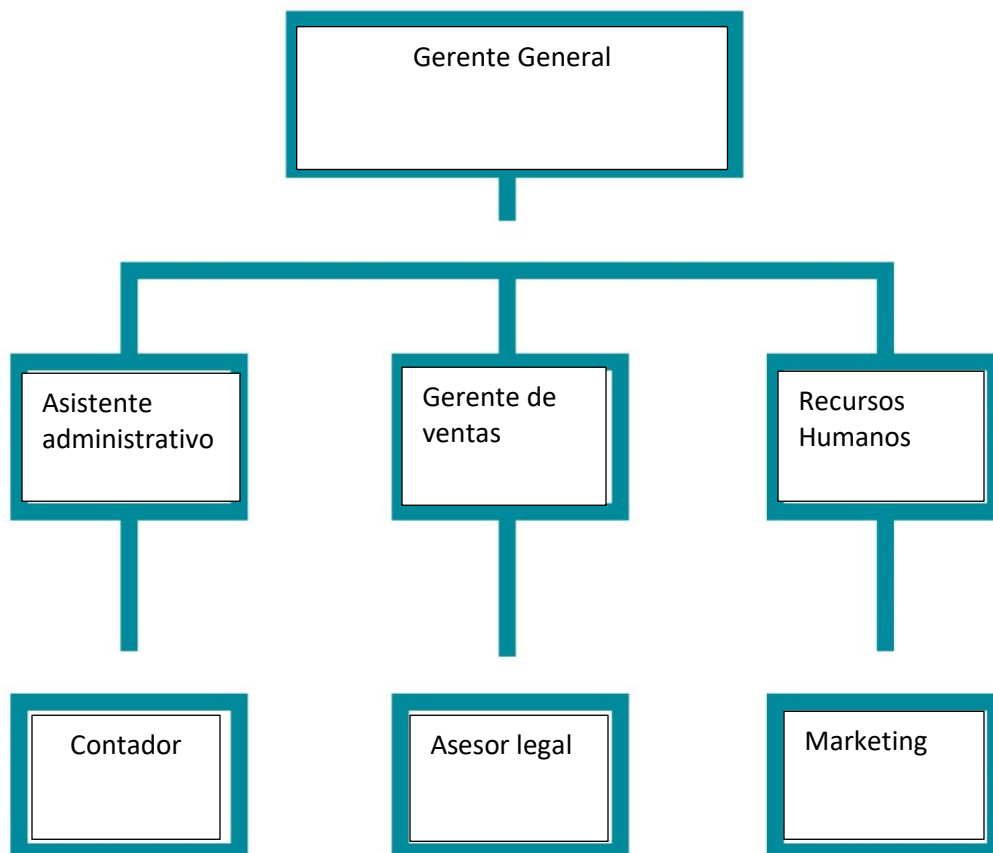 Gerente General
Asistente
administrativo
Gerente de
ventas
Recursos
Humanos
Contador
Asesor legal
Marketing